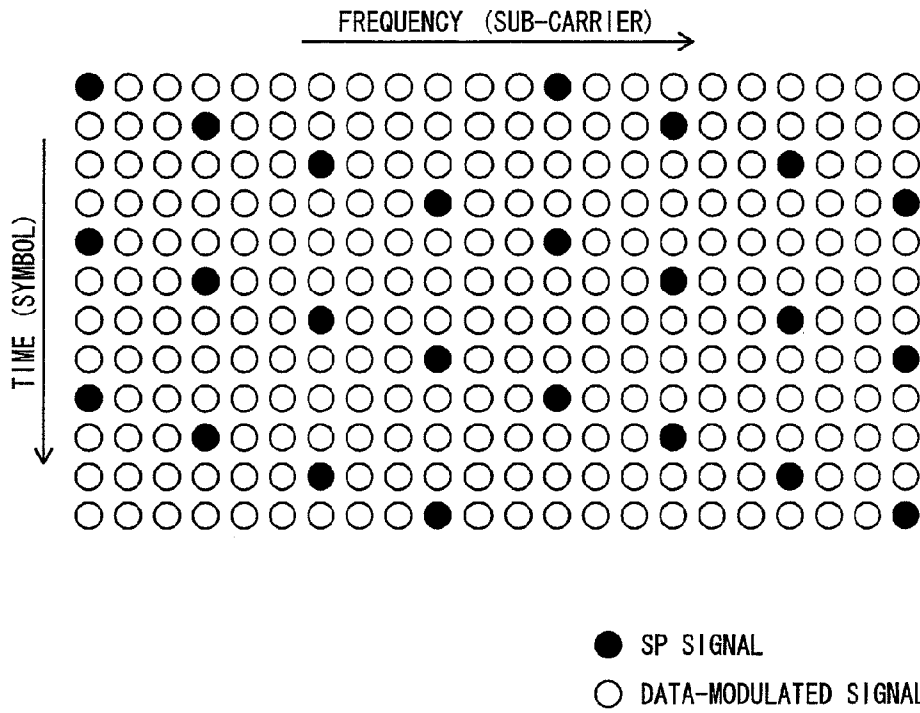 FREQUENCY (SUB-CARRIER)
TIME (SYMBOL)
SP SIGNAL
DATA-MODULATED SIGNAL